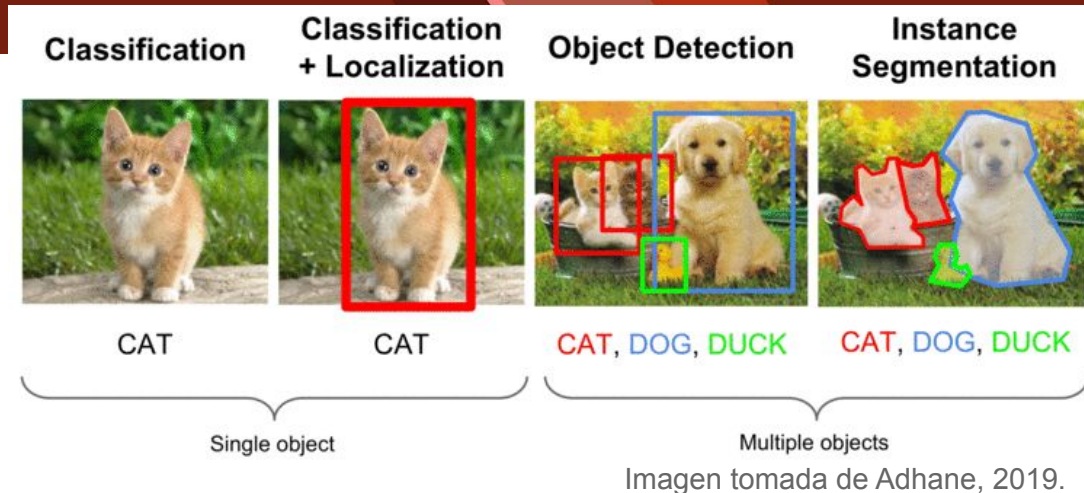 Classification
Classification
+ Localization
Object Detection
Instance
Segmentation
CAT
CAT
CAT, DOG, DUCK
CAT, DOG, DUCK
Single object
Multiple objects
Imagen tomada de Adhane, 2019.